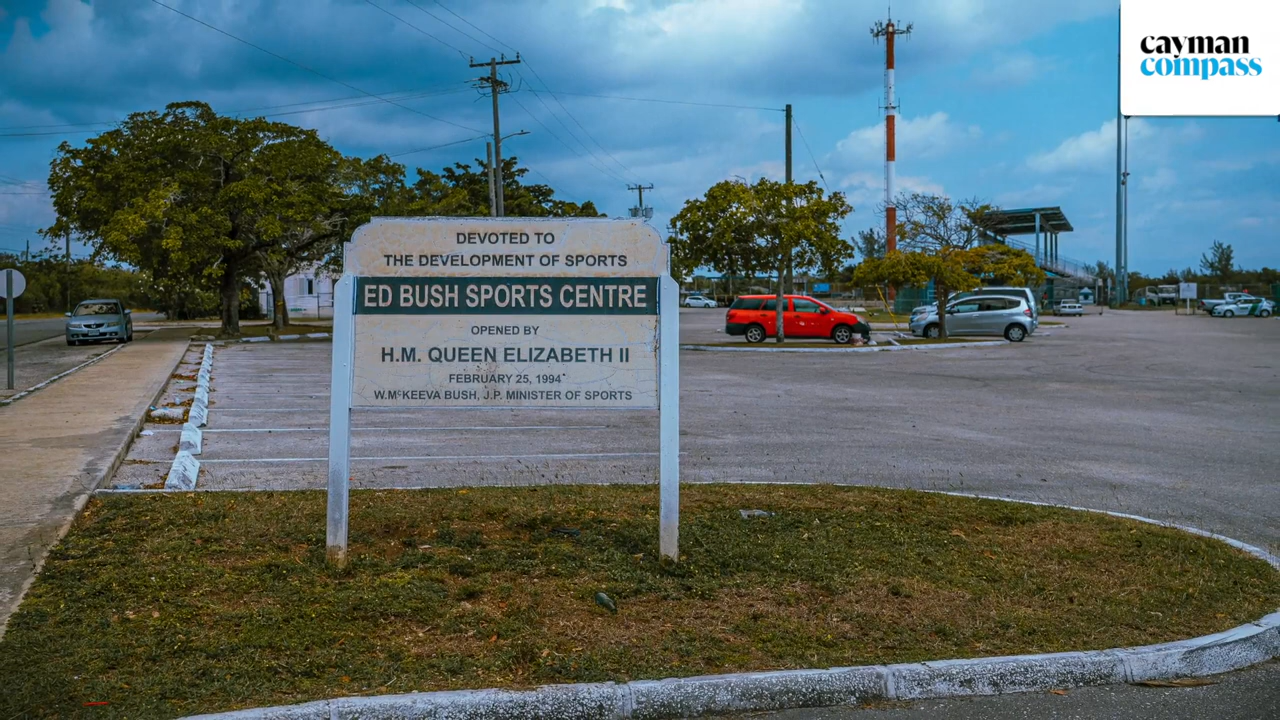 cayman
compass
DEVOTED TO
THE DEVELOPMENT OF SPORTS
ED BUSH SPORTS CENTRE
OPENED BY
H.M. QUEEN ELIZABETH II
FEBRUARY 25, 1994
W.McKEEVA BUSH, J.P. MINISTER OF SPORTS